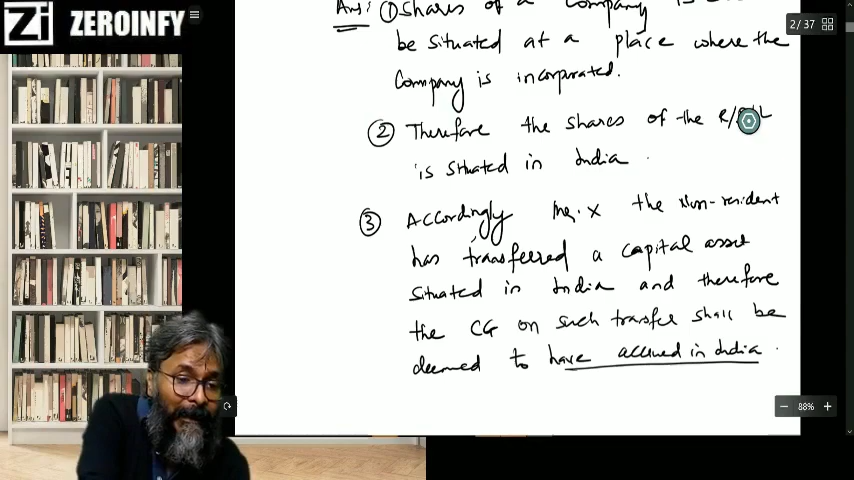 Zi ZEROINFY
2/37
Ans: ① Shares of a Company is
be situated at a place where the
Company is incorporated.
② Therefore the shares of the R/
is situated in India.
③ Accordingly Mr. X the Non-resident
has transferred a capital asset
situated in India and therefore
the CG on such transfer shall be
deemed to have accrued in India.
88%